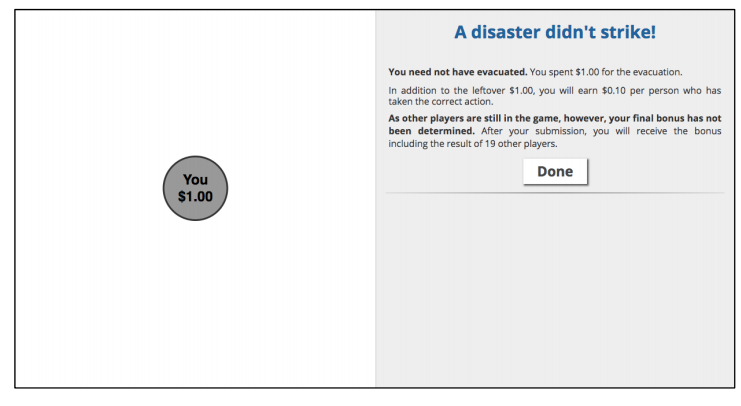 A disaster didn't strike!
You need not have evacuated. You spent $1.00 for the evacuation.
In addition to the leftover $1.00, you will earn $0.10 per person who has
taken the correct action.
As other players are still in the game, however, your final bonus has not
been determined. After your submission, you will receive the bonus
including the result of 19 other players.
Done
You
$1.00